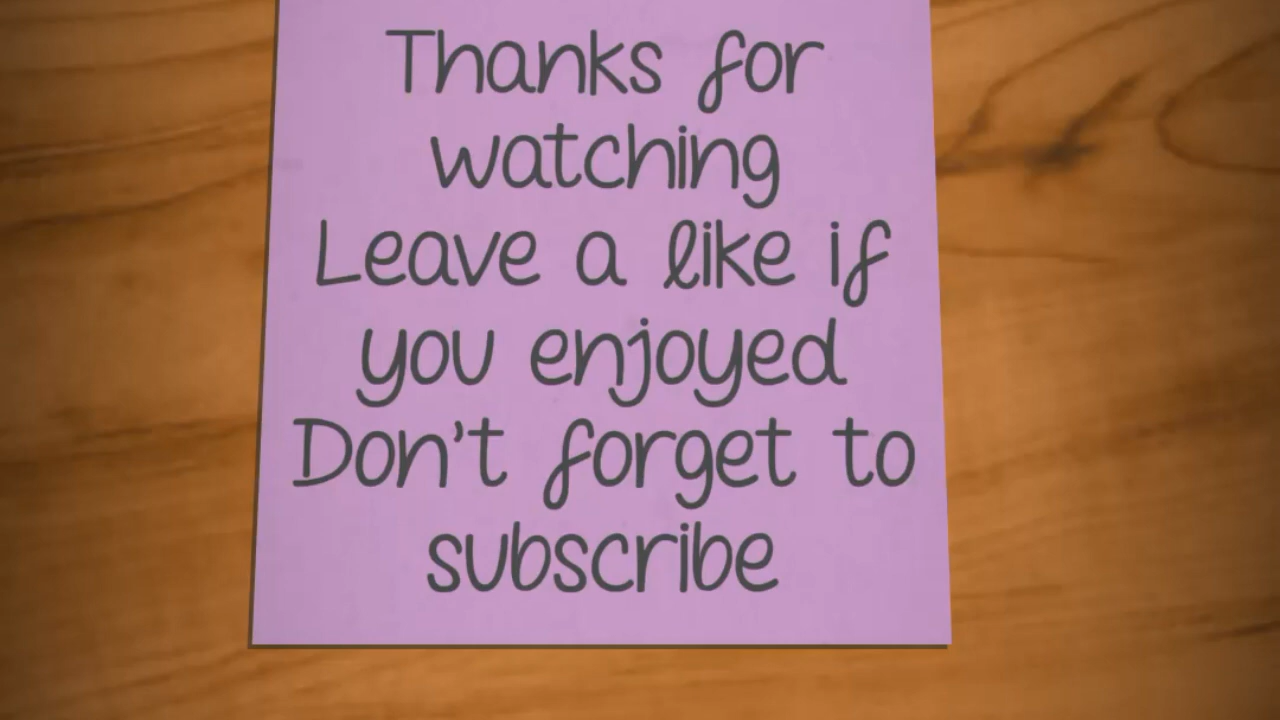 Thanks for
watching
Leave a like if
you enjoyed
Don't forget to
subscribe